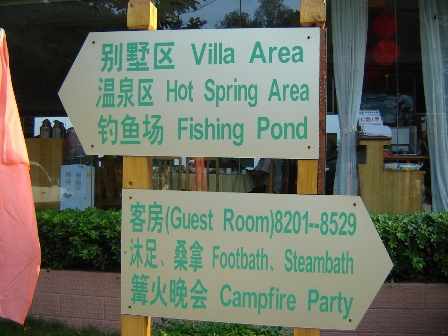 别墅区 Villa Area
温泉区 Hot Spring Area
钓鱼场 Fishing Pond
客房(Guest Room)8201--8529
沐足、桑拿 Footbath、Steambath
篝火晚会 Campfire Party